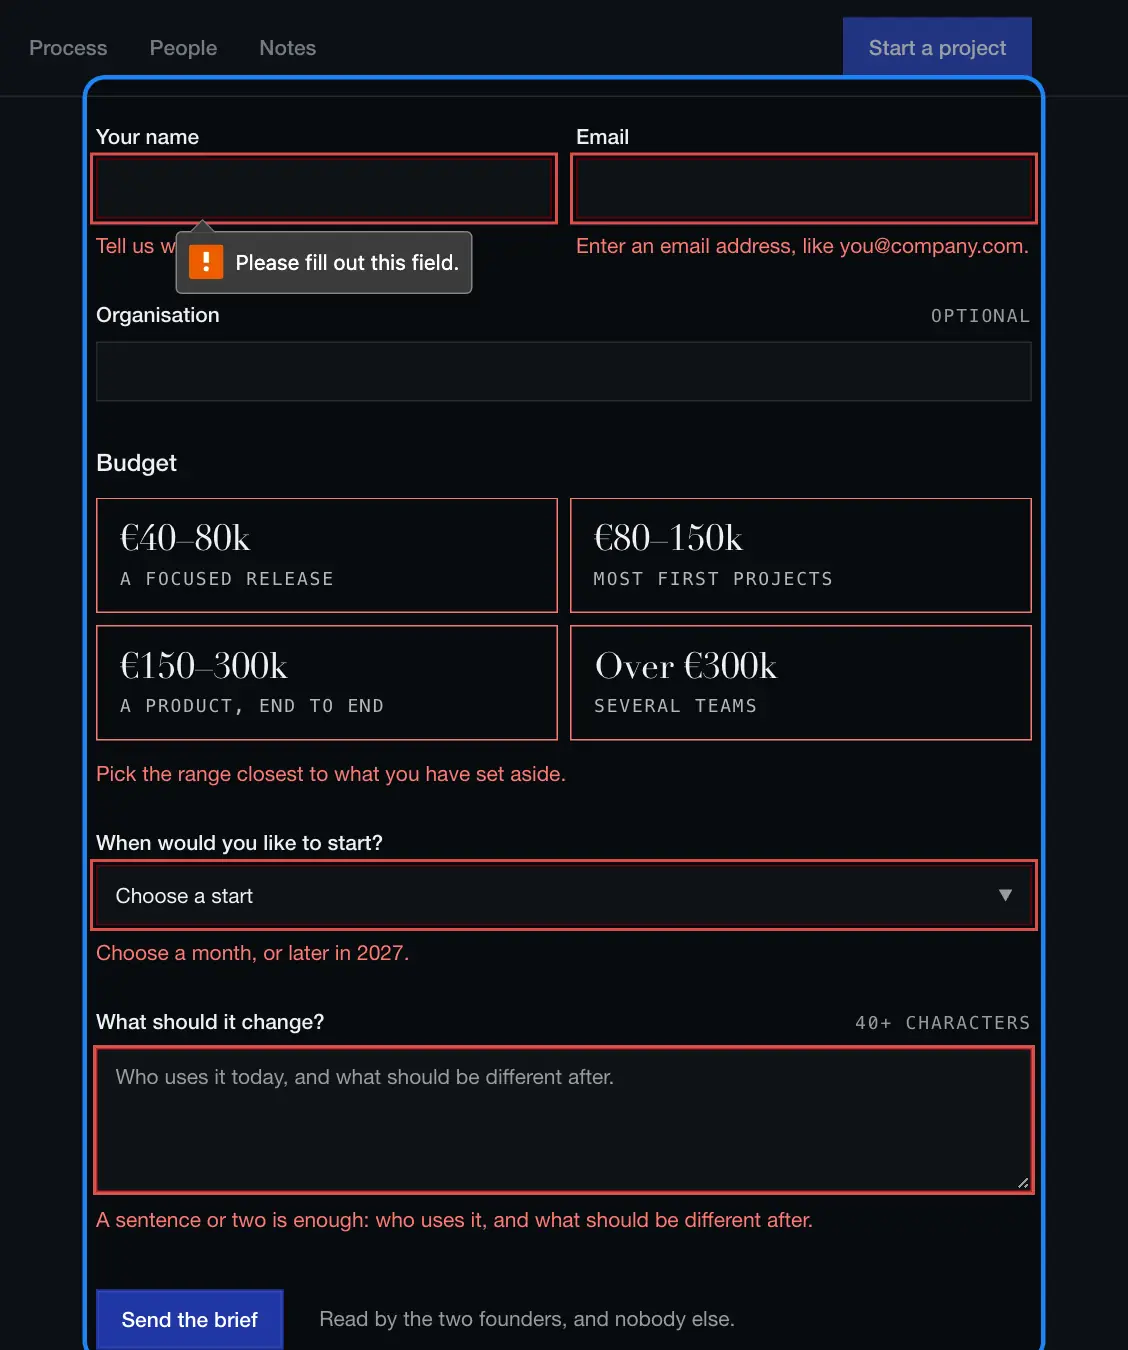 Process People Notes Start a project
Your name Email
Tell us w Enter an email address, like you@company.com.
! Please fill out this field.
Organisation OPTIONAL
Budget
€40–80k
A FOCUSED RELEASE
€80–150k
MOST FIRST PROJECTS
€150–300k
A PRODUCT, END TO END
Over €300k
SEVERAL TEAMS
Pick the range closest to what you have set aside.
When would you like to start?
Choose a start
Choose a month, or later in 2027.
What should it change? 40+ CHARACTERS
Who uses it today, and what should be different after.
A sentence or two is enough: who uses it, and what should be different after.
Send the brief Read by the two founders, and nobody else.